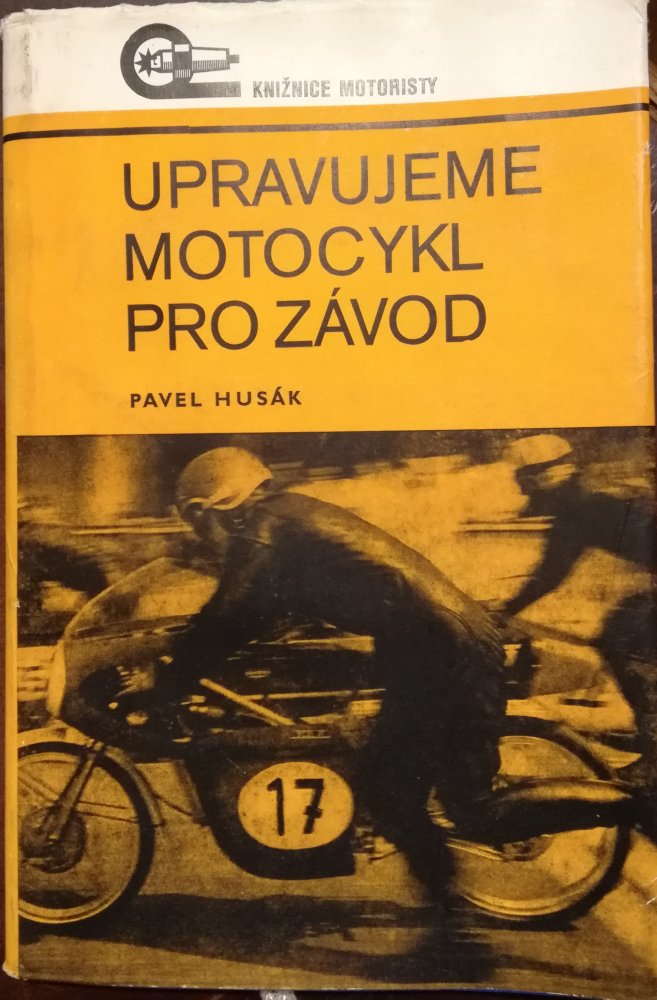 KNIŽNICE MOTORISTY
UPRAVUJEME
MOTOCYKL
PRO ZÁVOD
PAVEL HUSÁK
17